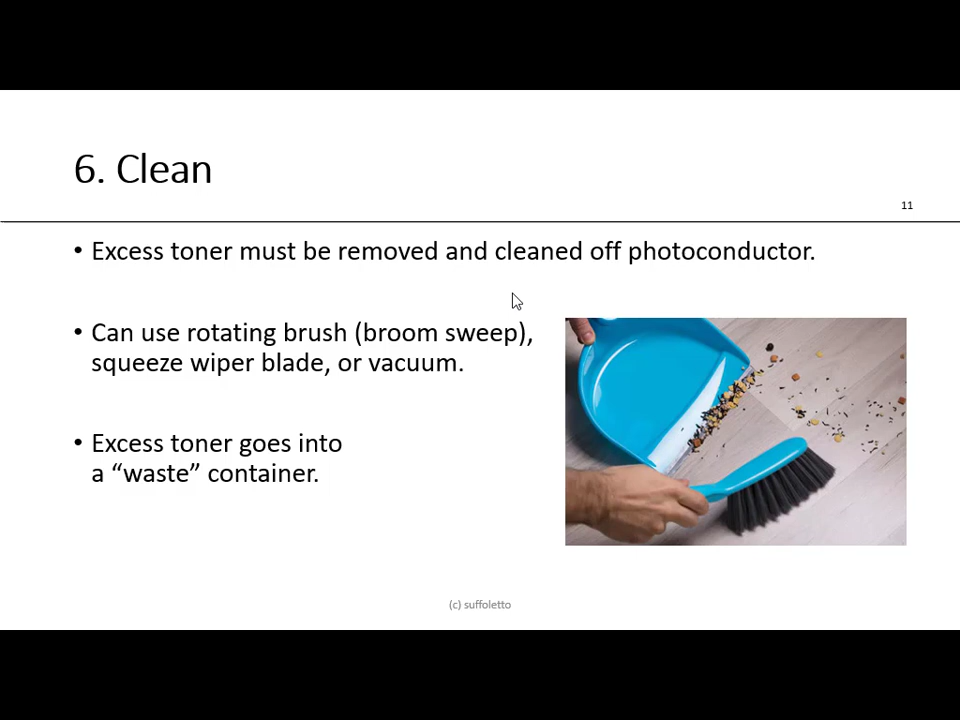 6. Clean
11
• Excess toner must be removed and cleaned off photoconductor.
• Can use rotating brush (broom sweep),
squeeze wiper blade, or vacuum.
• Excess toner goes into
a “waste” container.
(c) suffoletto